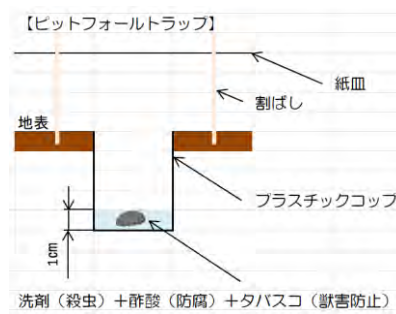 【ピットフォールトラップ】
紙皿
割ばし
地表
プラスチックコップ
1cm
洗剤（殺虫）＋酢酸（防腐）＋タバスコ（獣害防止）